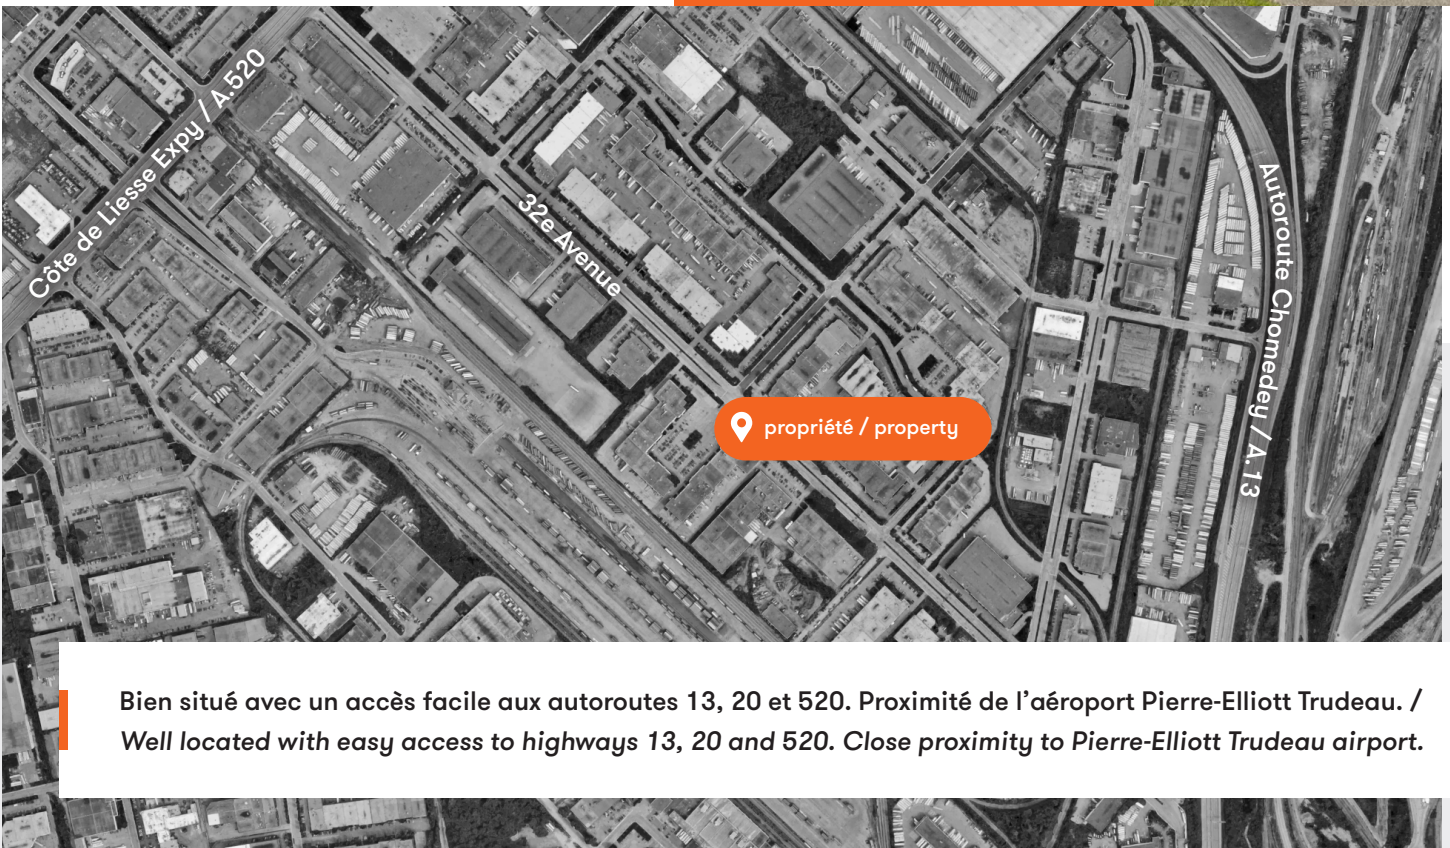 Côte de Liesse Expy / A.520
32e Avenue
Autoroute Chomedey / A.13
propriété / property
Bien situé avec un accès facile aux autoroutes 13, 20 et 520. Proximité de l’aéroport Pierre-Elliott Trudeau. /
Well located with easy access to highways 13, 20 and 520. Close proximity to Pierre-Elliott Trudeau airport.